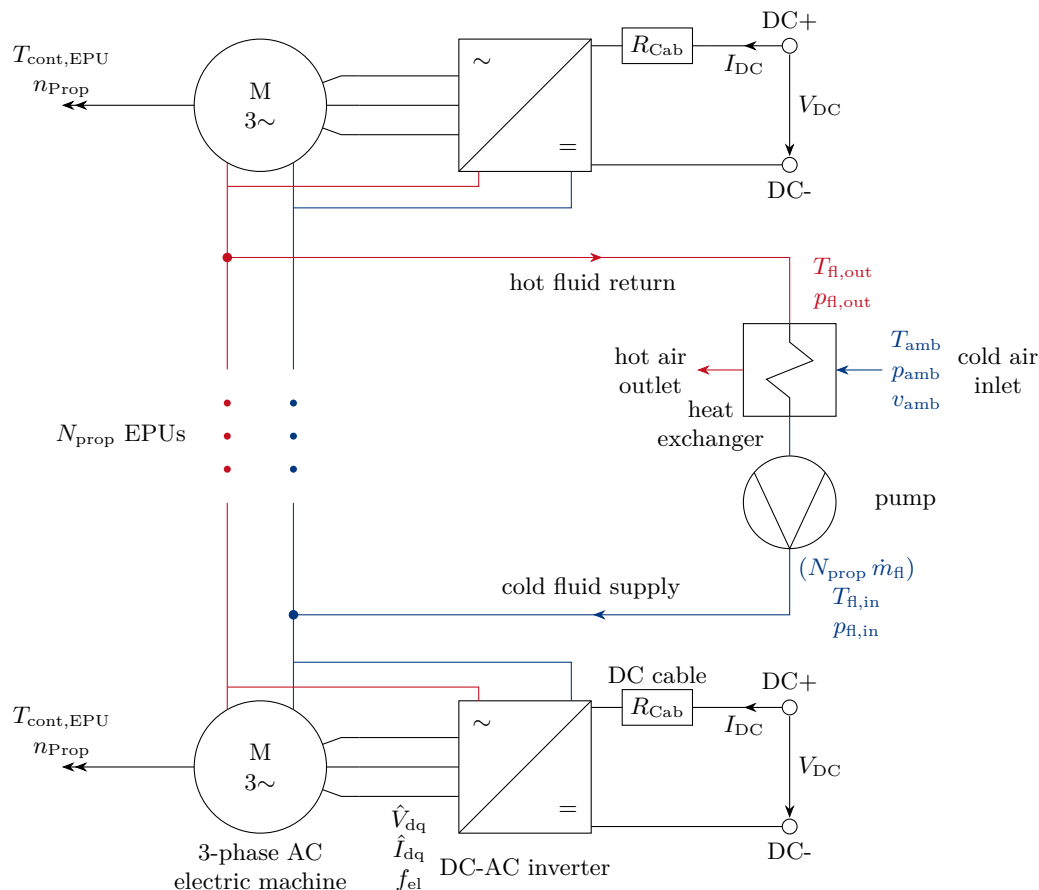 DC+
T_cont,EPU
n_Prop
M
3~
~
=
R_Cab
I_DC
V_DC
DC-
hot fluid return
T_fl,out
p_fl,out
hot air
outlet
heat
exchanger
T_amb
p_amb
v_amb
cold air
inlet
N_prop EPUs
pump
(N_prop ṁ_fl)
T_fl,in
p_fl,in
cold fluid supply
DC cable
DC+
T_cont,EPU
n_Prop
M
3~
~
=
R_Cab
I_DC
V_DC
DC-
V̂_dq
Î_dq
f_el
3-phase AC
electric machine
DC-AC inverter